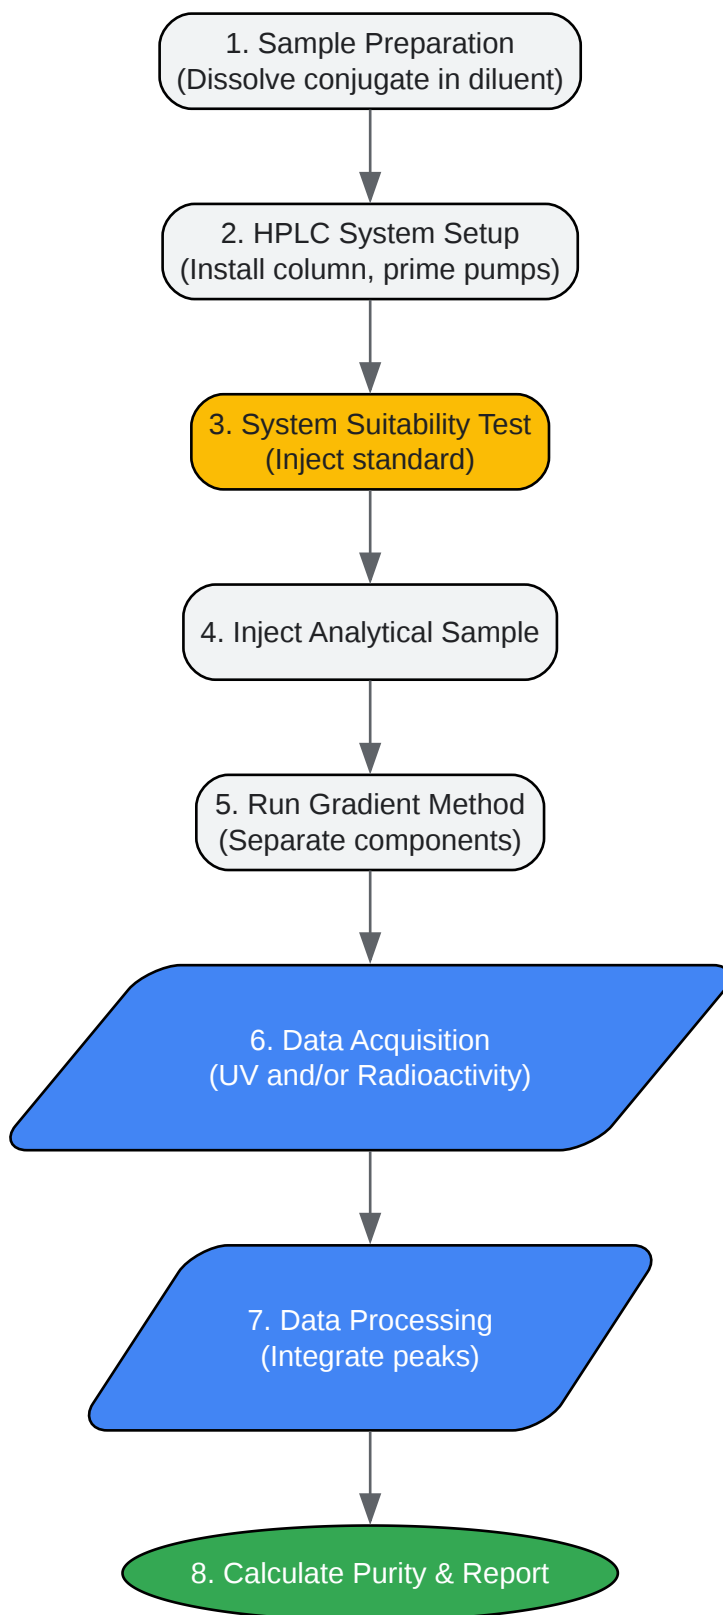 1. Sample Preparation
(Dissolve conjugate in diluent)
2. HPLC System Setup
(Install column, prime pumps)
3. System Suitability Test
(Inject standard)
4. Inject Analytical Sample
5. Run Gradient Method
(Separate components)
6. Data Acquisition
(UV and/or Radioactivity)
7. Data Processing
(Integrate peaks)
8. Calculate Purity & Report